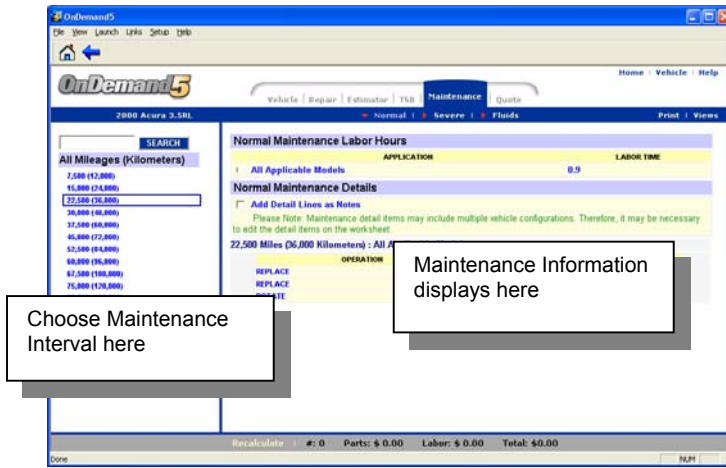 OnDemand5
File View Launch Links Setup Help
OnDemand5
Home Vehicle Help
Vehicle Repair Estimator TSB Maintenance Quote
2000 Acura 3.5RL
Normal Severe Fluids
Print Views
SEARCH
All Mileages (Kilometers)
7,500 (12,000)
15,000 (24,000)
22,500 (36,000)
30,000 (48,000)
37,500 (60,000)
45,000 (72,000)
52,500 (84,000)
60,000 (96,000)
67,500 (108,000)
75,000 (120,000)
Normal Maintenance Labor Hours
APPLICATION LABOR TIME
All Applicable Models 0.9
Normal Maintenance Details
Add Detail Lines as Notes
Please Note: Maintenance detail items may include multiple vehicle configurations. Therefore, it may be necessary
to edit the detail items on the worksheet.
22,500 Miles (36,000 Kilometers) : All
OPERATION
REPLACE
REPLACE
ROTATE
Maintenance Information
displays here
Choose Maintenance
Interval here
Recalculate #: 0 Parts: $ 0.00 Labor: $ 0.00 Total: $0.00
Done NUM